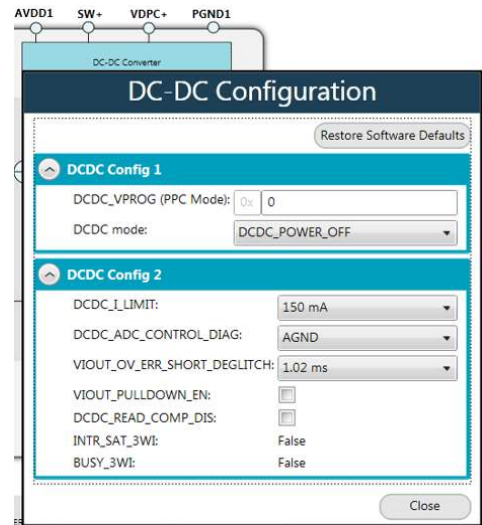 AVDD1 SW+ VDPC+ PGND1
DC-DC Converter
DC-DC Configuration
Restore Software Defaults
DCDC Config 1
DCDC_VPROG (PPC Mode): 0x 0
DCDC mode: DCDC_POWER_OFF
DCDC Config 2
DCDC_I_LIMIT: 150 mA
DCDC_ADC_CONTROL_DIAG: AGND
VIOUT_OV_ERR_SHORT_DEGLITCH: 1.02 ms
VIOUT_PULLDOWN_EN:
DCDC_READ_COMP_DIS:
INTR_SAT_3WI: False
BUSY_3WI: False
Close